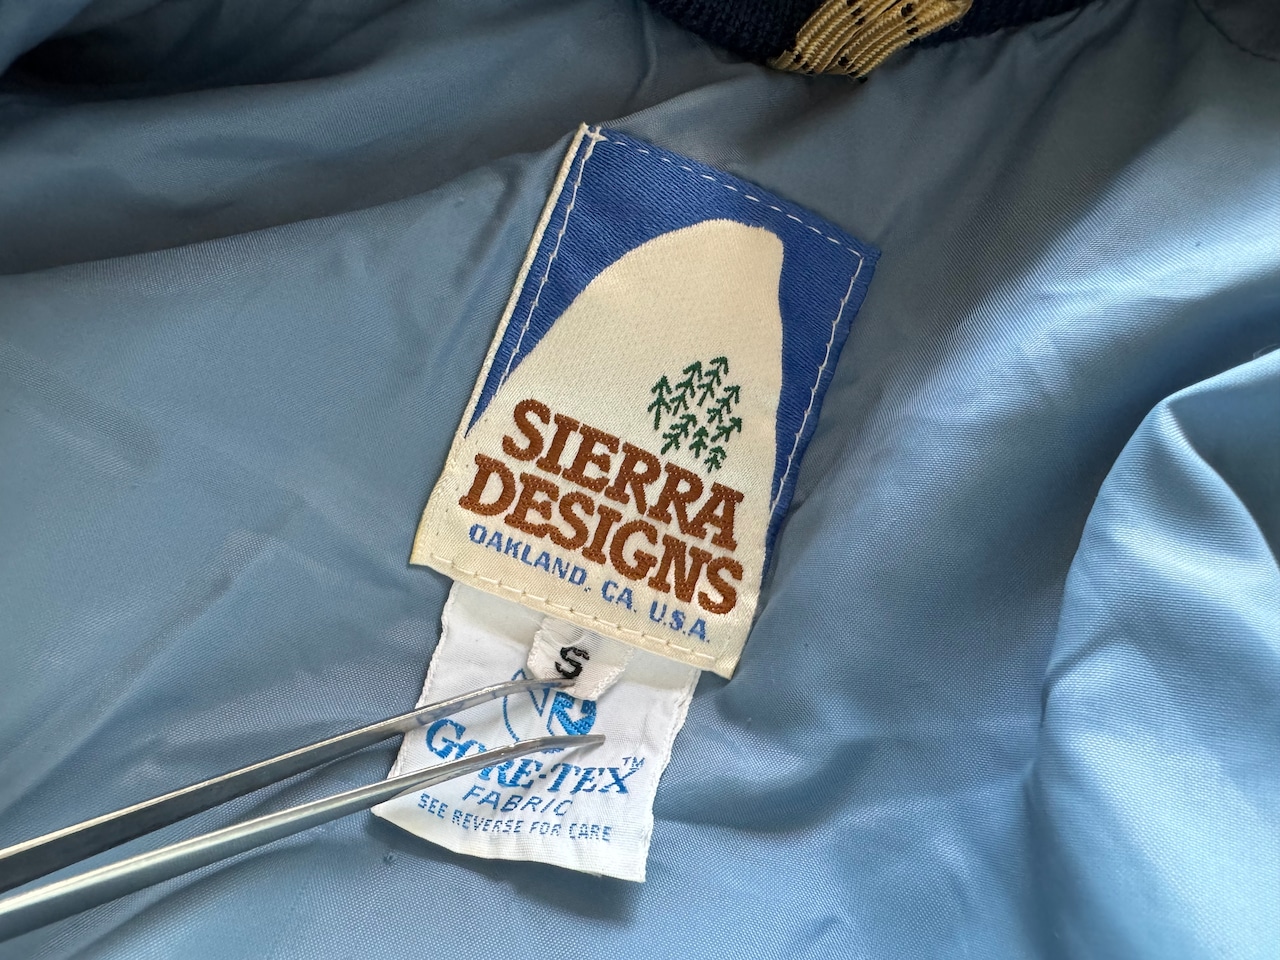 SIERRA
DESIGNS
OAKLAND, CA. U.S.A.
S
GORE-TEX™
FABRIC
SEE REVERSE FOR CARE